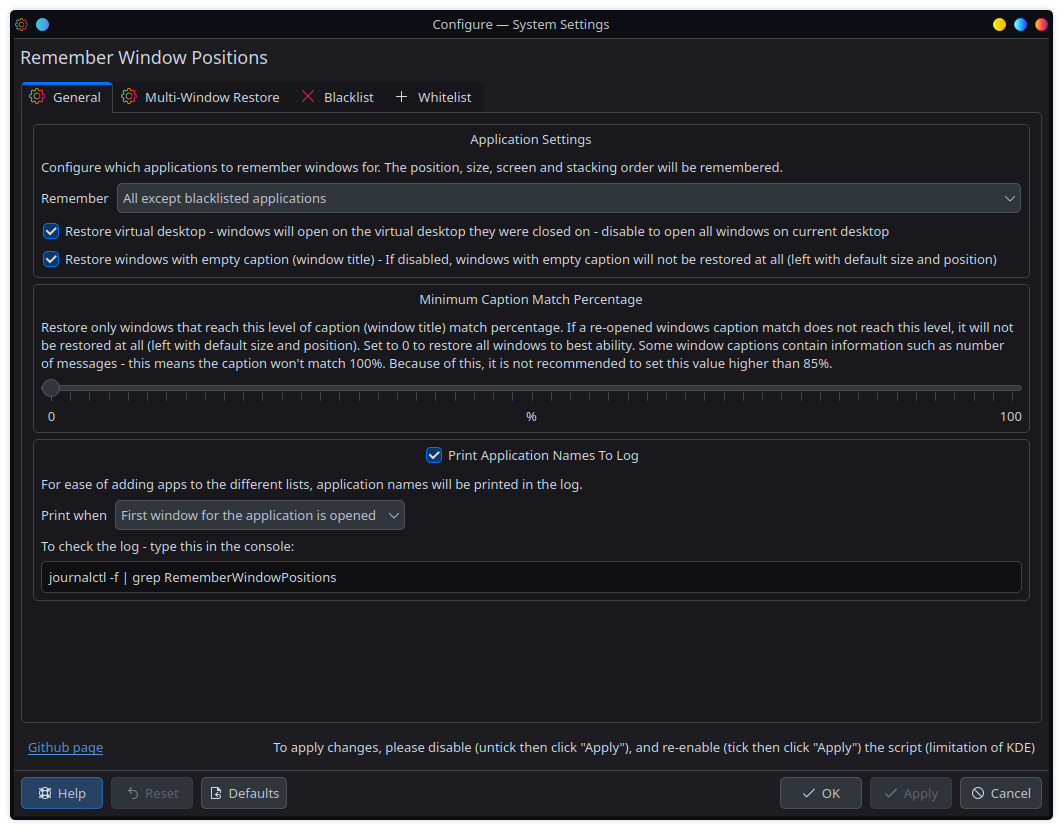 Configure — System Settings
Remember Window Positions
General
Multi-Window Restore
Blacklist
Whitelist
Application Settings
Configure which applications to remember windows for. The position, size, screen and stacking order will be remembered.
Remember
All except blacklisted applications
Restore virtual desktop - windows will open on the virtual desktop they were closed on - disable to open all windows on current desktop
Restore windows with empty caption (window title) - If disabled, windows with empty caption will not be restored at all (left with default size and position)
Minimum Caption Match Percentage
Restore only windows that reach this level of caption (window title) match percentage. If a re-opened windows caption match does not reach this level, it will not
be restored at all (left with default size and position). Set to 0 to restore all windows to best ability. Some window captions contain information such as number
of messages - this means the caption won't match 100%. Because of this, it is not recommended to set this value higher than 85%.
0
%
100
Print Application Names To Log
For ease of adding apps to the different lists, application names will be printed in the log.
Print when
First window for the application is opened
To check the log - type this in the console:
journalctl -f | grep RememberWindowPositions
Github page
To apply changes, please disable (untick then click "Apply"), and re-enable (tick then click "Apply") the script (limitation of KDE)
Help
Reset
Defaults
OK
Apply
Cancel